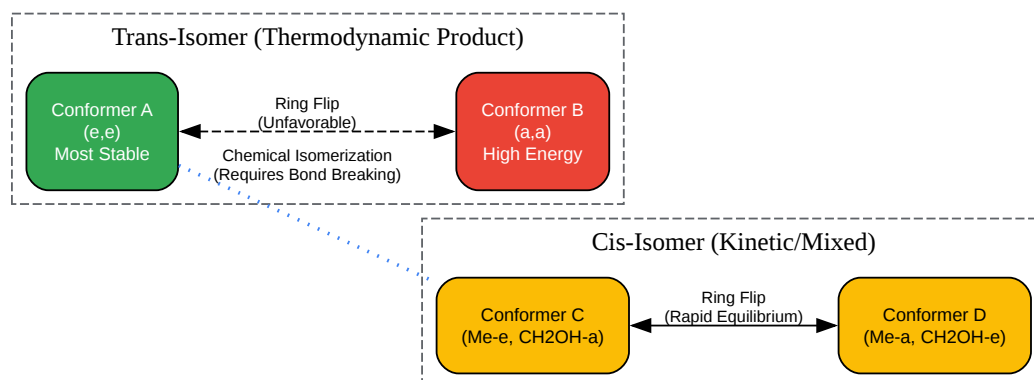 Trans-Isomer (Thermodynamic Product)
Conformer A
(e,e)
Most Stable
Ring Flip
(Unfavorable)
Chemical Isomerization
(Requires Bond Breaking)
Conformer B
(a,a)
High Energy
Cis-Isomer (Kinetic/Mixed)
Conformer C
(Me-e, CH2OH-a)
Ring Flip
(Rapid Equilibrium)
Conformer D
(Me-a, CH2OH-e)